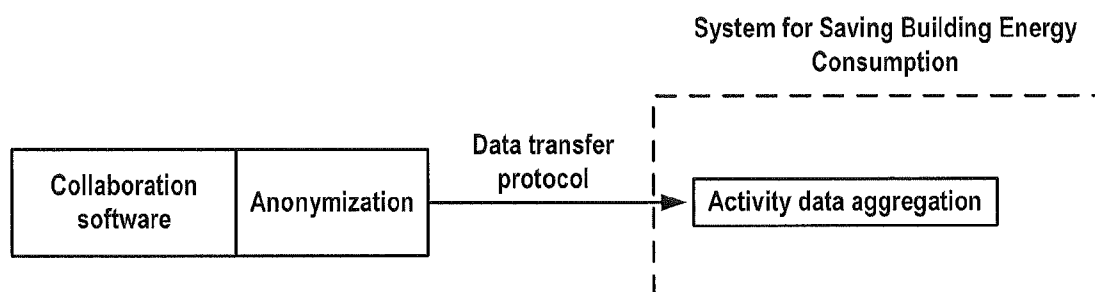 System for Saving Building Energy
Consumption
Data transfer
protocol
Collaboration
software
Anonymization
Activity data aggregation